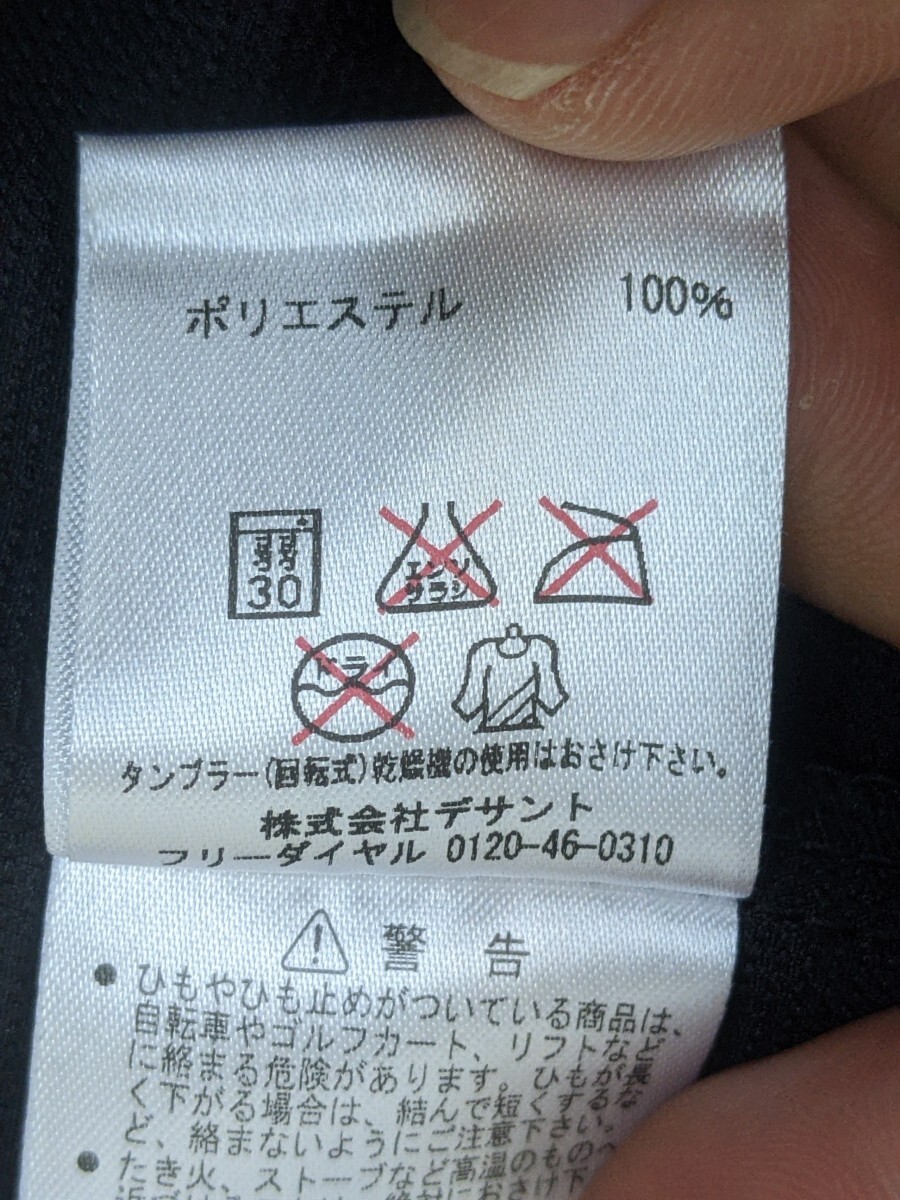 ポリエステル 100%
30
エンソ
サラシ
ドライ
タンブラー(回転式)乾燥機の使用はおさけ下さい。
株式会社デサント
フリーダイヤル 0120-46-0310
警告
● ひもやひも止めがついている商品は、
自転車やゴルフカート、リフトなど
に絡まる危険があります。ひもが長
く下がる場合は、結んで短くするな
ど、絡まないようにご注意下さい。
● たき火、ストーブなど高温のものへ